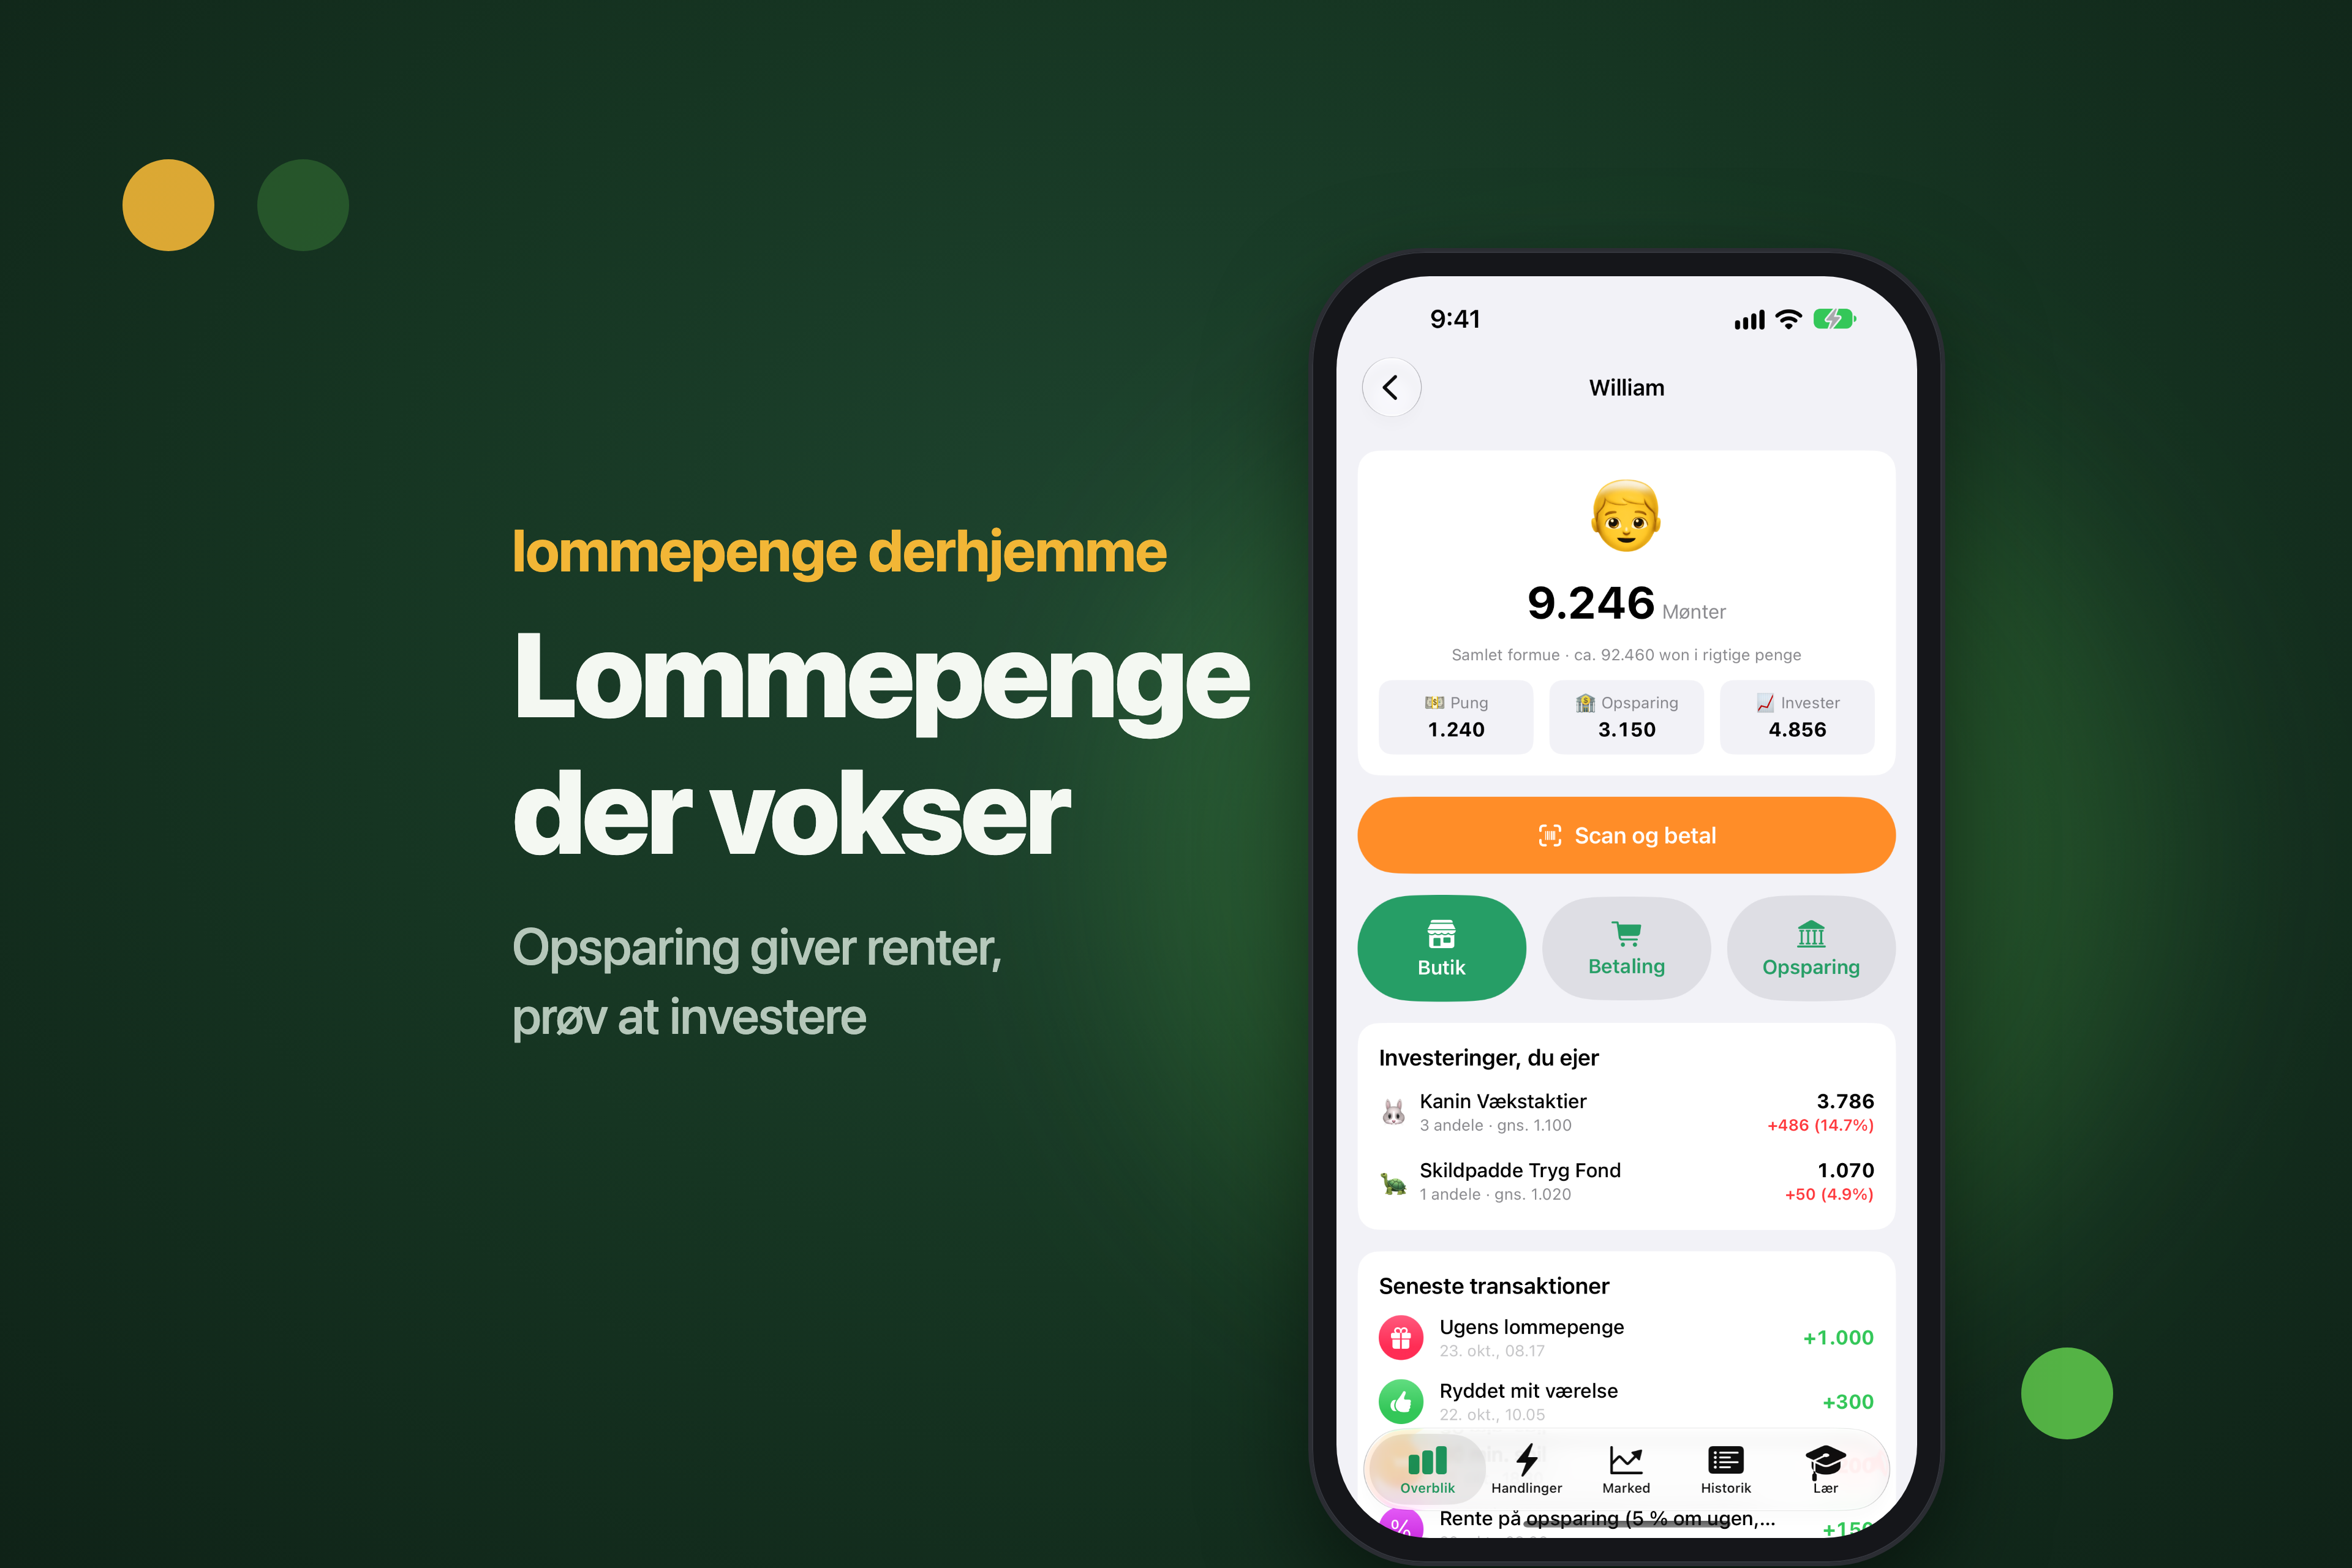 lommepenge derhjemme
Lommepenge
der vokser
Opsparing giver renter,
prøv at investere
9:41
William
9.246 Mønter
Samlet formue · ca. 92.460 won i rigtige penge
Pung
1.240
Opsparing
3.150
Invester
4.856
Scan og betal
Butik
Betaling
Opsparing
Investeringer, du ejer
Kanin Vækstaktier
3.786
3 andele · gns. 1.100
+486 (14.7%)
Skildpadde Tryg Fond
1.070
1 andele · gns. 1.020
+50 (4.9%)
Seneste transaktioner
Ugens lommepenge
23. okt., 08.17
+1.000
Ryddet mit værelse
22. okt., 10.05
+300
Overblik
Handlinger
Marked
Historik
Lær
Rente på opsparing (5 % om ugen,...
+150